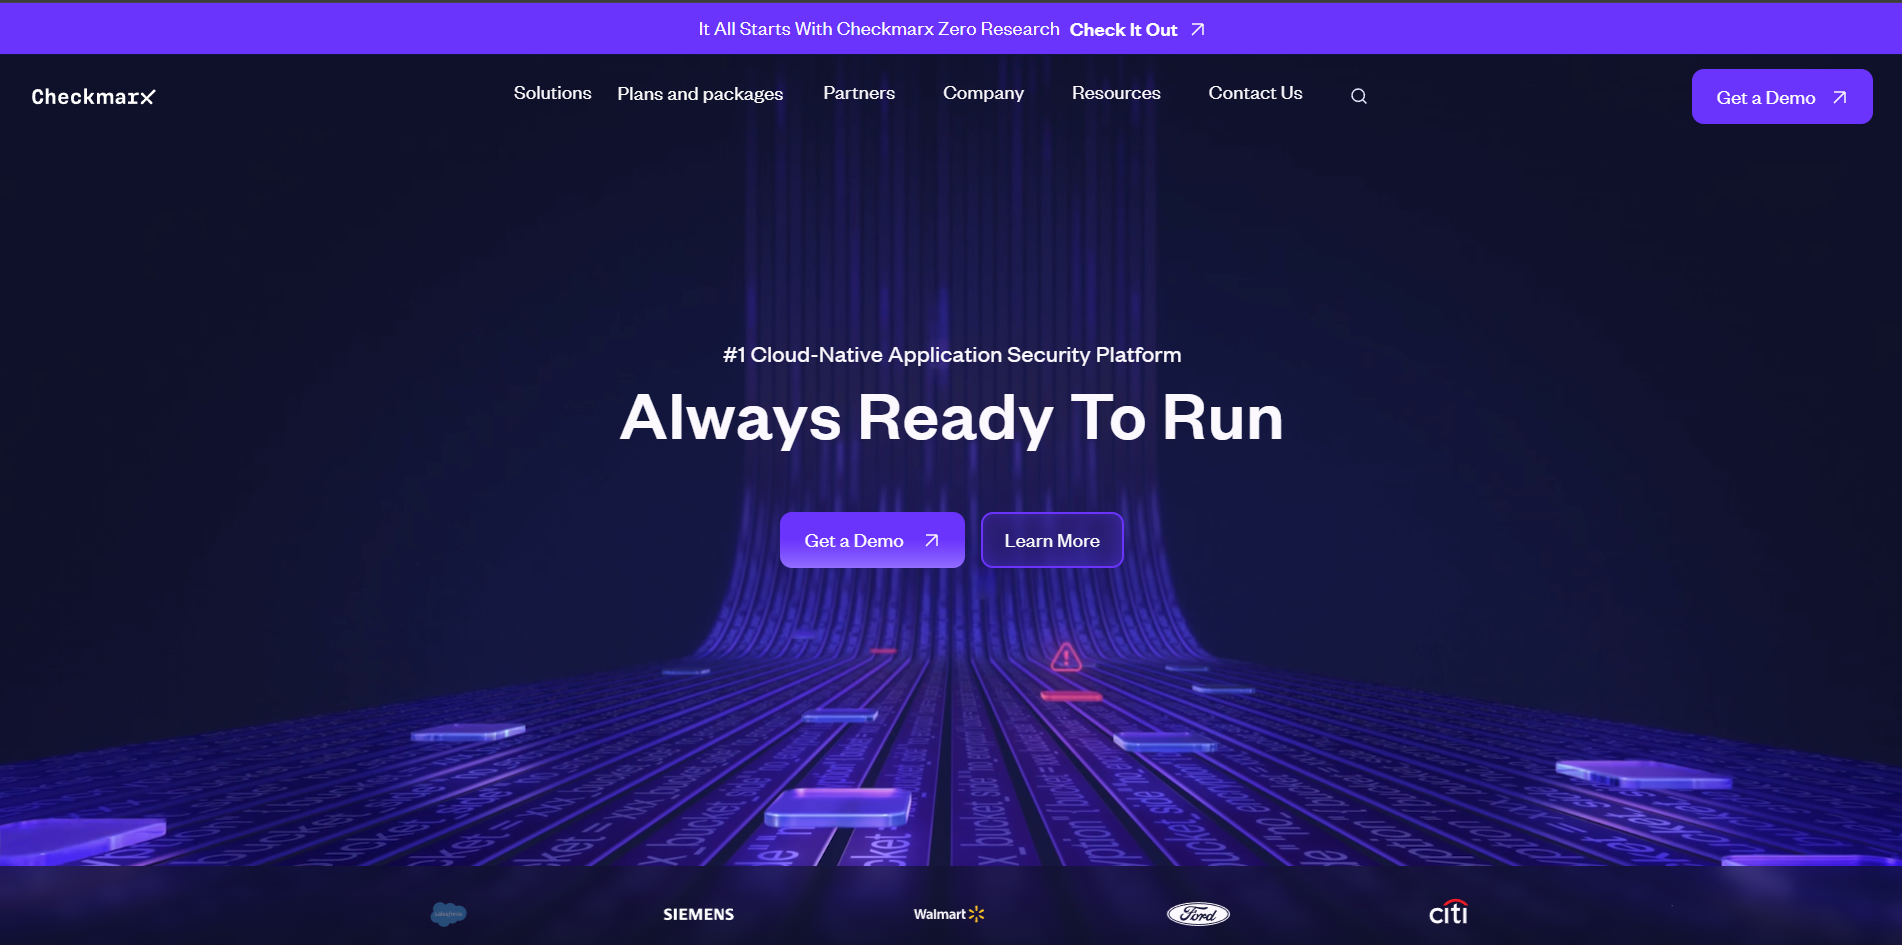 It All Starts With Checkmarx Zero Research Check It Out
Checkmarx
Solutions Plans and packages Partners Company Resources Contact Us
Get a Demo
#1 Cloud-Native Application Security Platform
Always Ready To Run
Get a Demo
Learn More
salesforce SIEMENS Walmart Ford citi